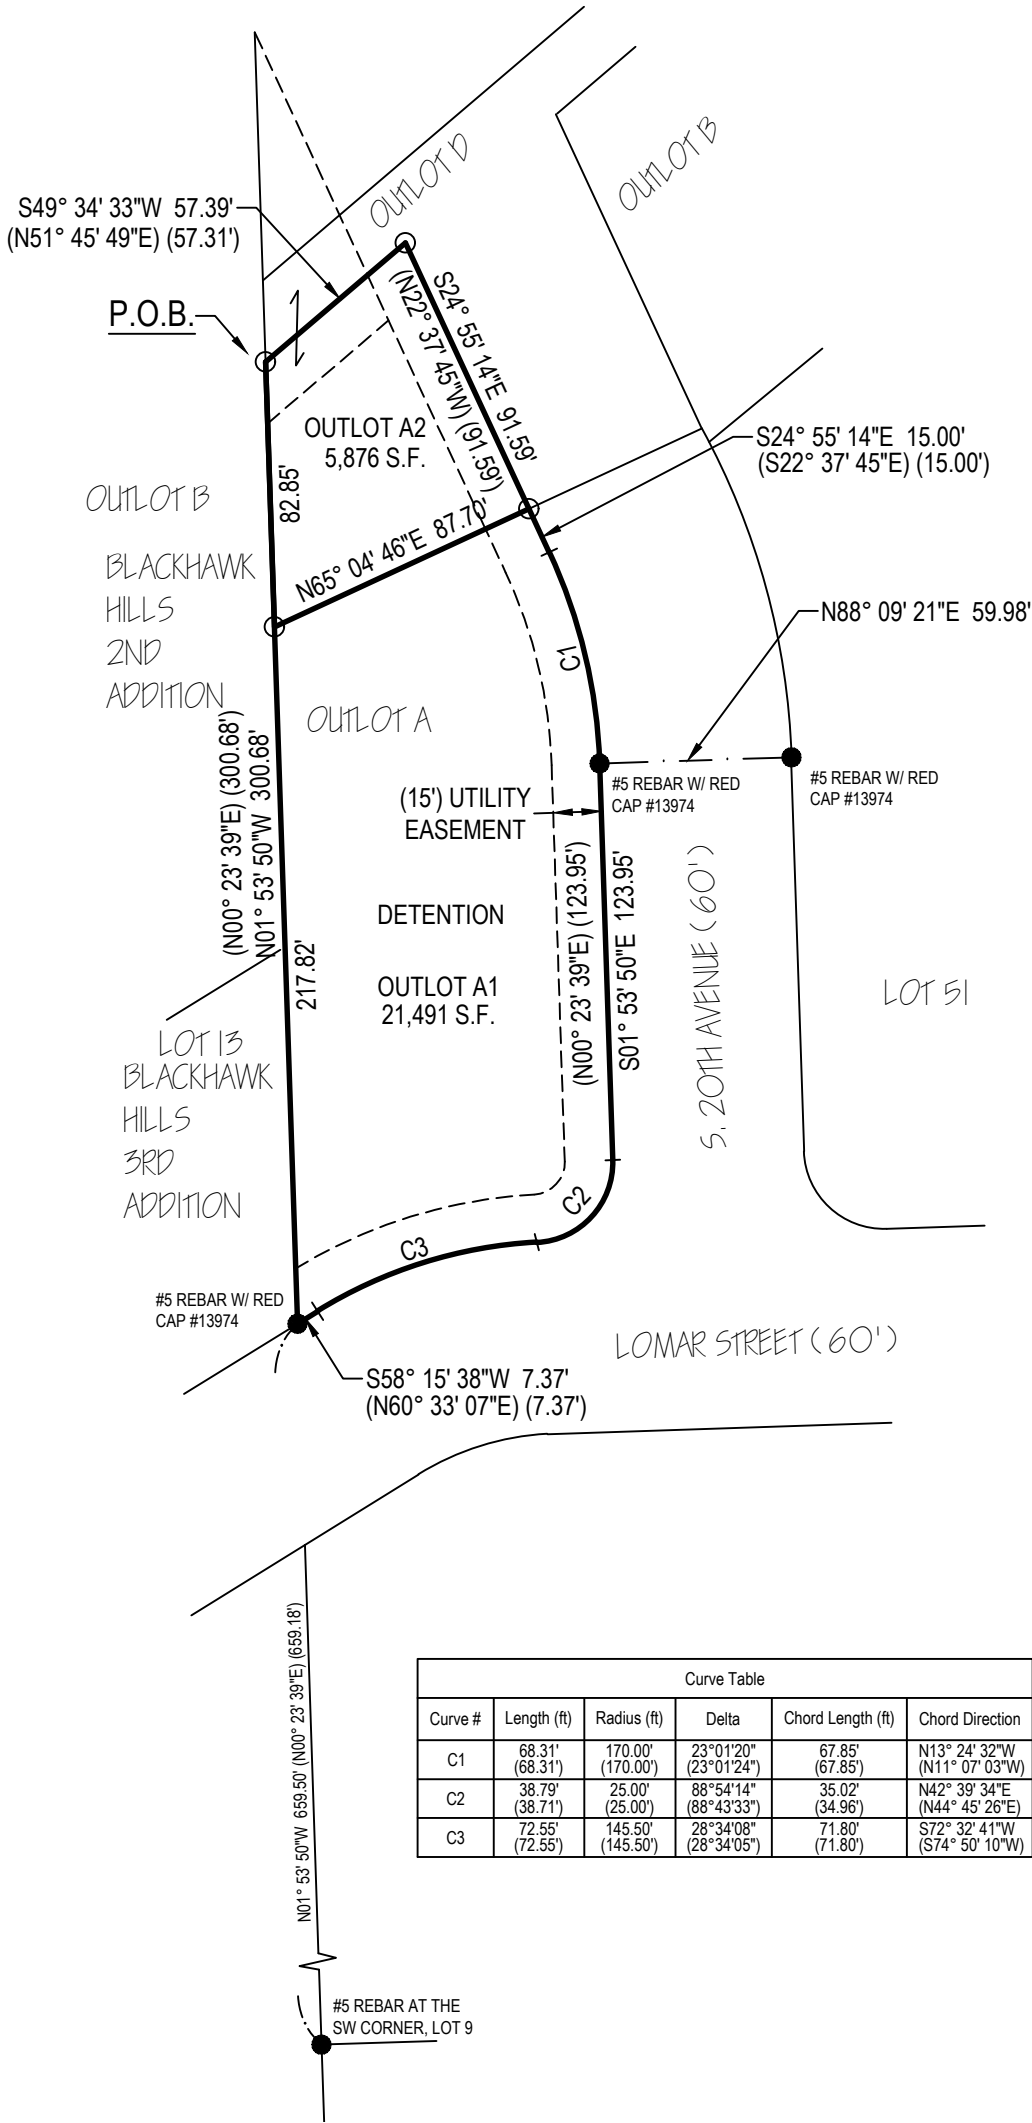 OUTLOT D
OUTLOT B
S49° 34' 33"W 57.39'
(N51° 45' 49"E) (57.31')
P.O.B.
S24° 55' 14"E 91.59'
(N22° 37' 45"W) (91.59')
OUTLOT A2
5,876 S.F.
S24° 55' 14"E 15.00'
(S22° 37' 45"E) (15.00')
82.85'
OUTLOT B
BLACKHAWK
HILLS
2ND
ADDITION
N65° 04' 46"E 87.70'
N88° 09' 21"E 59.98'
C1
OUTLOT A
(N00° 23' 39"E) (300.68')
N01° 53' 50"W 300.68'
#5 REBAR W/ RED
CAP #13974
#5 REBAR W/ RED
CAP #13974
(15') UTILITY
EASEMENT
(N00° 23' 39"E) (123.95')
S01° 53' 50"E 123.95'
S. 20TH AVENUE (60')
DETENTION
217.82'
OUTLOT A1
21,491 S.F.
LOT 51
LOT 13
BLACKHAWK
HILLS
3RD
ADDITION
C2
C3
#5 REBAR W/ RED
CAP #13974
LOMAR STREET (60')
S58° 15' 38"W 7.37'
(N60° 33' 07"E) (7.37')
N01° 53' 50"W 659.50' (N00° 23' 39"E) (659.18')
Curve Table
Curve # Length (ft) Radius (ft) Delta Chord Length (ft) Chord Direction
C1 68.31' 170.00' 23°01'20" 67.85' N13° 24' 32"W
(68.31') (170.00') (23°01'24") (67.85') (N11° 07' 03"W)
C2 38.79' 25.00' 88°54'14" 35.02' N42° 39' 34"E
(38.71') (25.00') (88°43'33") (34.96') (N44° 45' 26"E)
C3 72.55' 145.50' 28°34'08" 71.80' S72° 32' 41"W
(72.55') (145.50') (28°34'05") (71.80') (S74° 50' 10"W)
#5 REBAR AT THE
SW CORNER, LOT 9